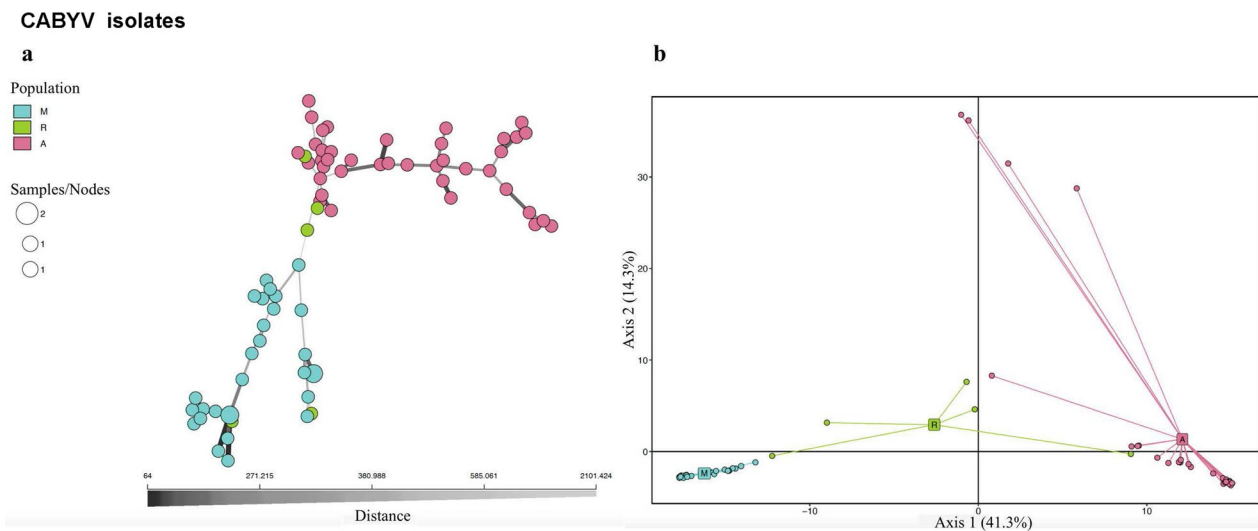 CABYV isolates
a
Population
M
R
A
Samples/Nodes
2
1
1
64 271.215 380.988 585.061 2101.424
Distance
b
Axis 2 (14.3%)
30
20
10
0
R
A
M
−10 0 10
Axis 1 (41.3%)